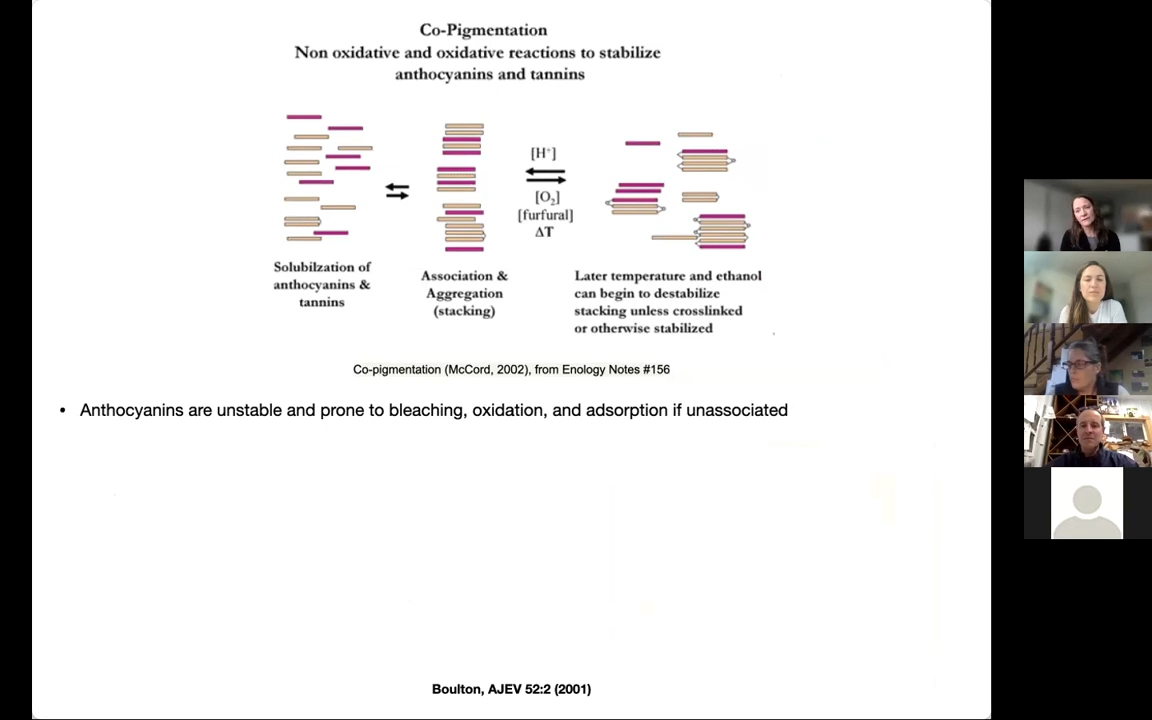 Co-Pigmentation
Non oxidative and oxidative reactions to stabilize
anthocyanins and tannins
[H⁺]
[O₂]
[furfural]
ΔT
Solubilzation of
anthocyanins &
tannins
Association &
Aggregation
(stacking)
Later temperature and ethanol
can begin to destabilize
stacking unless crosslinked
or otherwise stabilized
Co-pigmentation (McCord, 2002), from Enology Notes #156
• Anthocyanins are unstable and prone to bleaching, oxidation, and adsorption if unassociated
Boulton, AJEV 52:2 (2001)